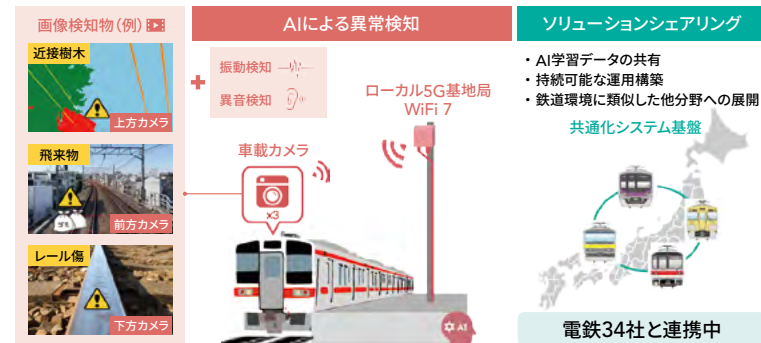 画像検知物（例）
近接樹木
上方カメラ
飛来物
ゴミ
前方カメラ
レール傷
下方カメラ
AIによる異常検知
振動検知
異音検知
車載カメラ
×3
ローカル5G基地局
WiFi 7
AI
ソリューションシェアリング
・AI学習データの共有
・持続可能な運用構築
・鉄道環境に類似した他分野への展開
共通化システム基盤
電鉄34社と連携中